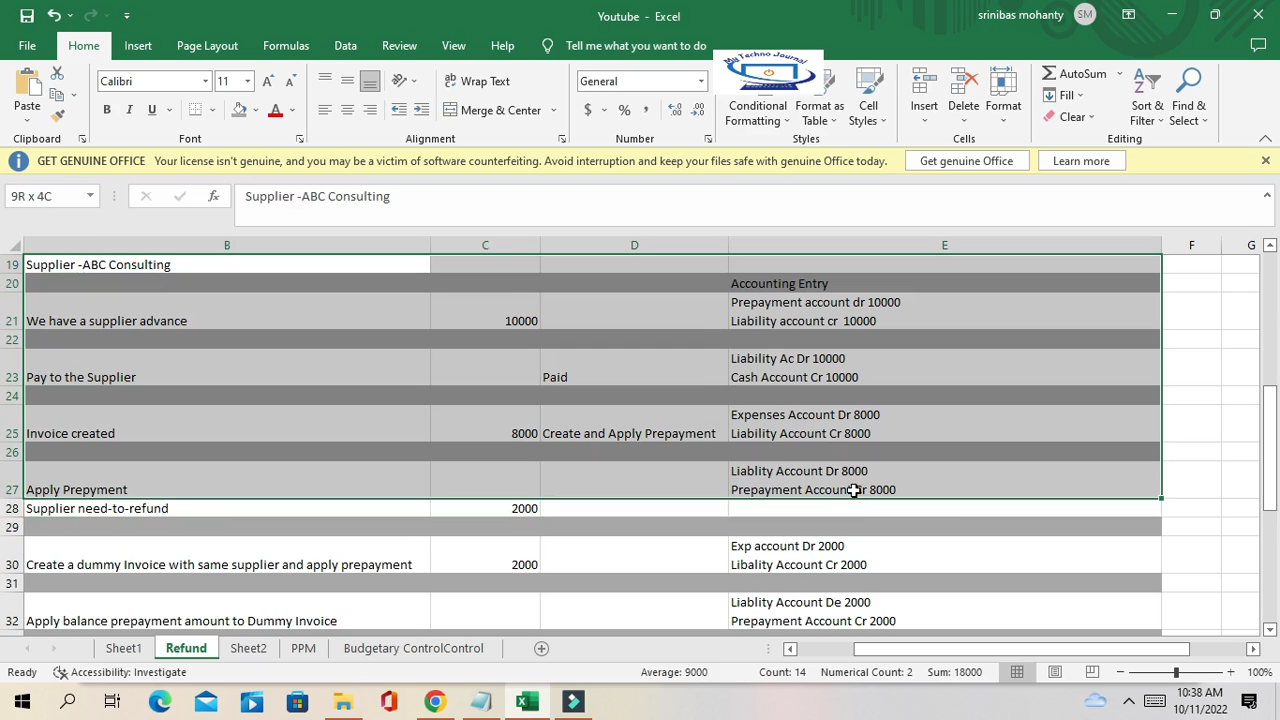 Youtube - Excel
srinibas mohanty SM
File Home Insert Page Layout Formulas Data Review View Help Tell me what you want to do
My Techno Journal
Paste
Calibri 11
B I U
Wrap Text
Merge & Center
General
$ %
Conditional Formatting
Format as Table
Cell Styles
Insert
Delete
Format
AutoSum
Fill
Clear
Sort & Filter
Find & Select
Clipboard Font Alignment Number Styles Cells Editing
GET GENUINE OFFICE Your license isn't genuine, and you may be a victim of software counterfeiting. Avoid interruption and keep your files safe with genuine Office today. Get genuine Office Learn more
9R x 4C fx Supplier -ABC Consulting
B C D E F G
19 Supplier -ABC Consulting
20 Accounting Entry
Prepayment account dr 10000
21 We have a supplier advance 10000 Liability account cr 10000
22
Liability Ac Dr 10000
23 Pay to the Supplier Paid Cash Account Cr 10000
24
Expenses Account Dr 8000
25 Invoice created 8000 Create and Apply Prepayment Liability Account Cr 8000
26
Liablity Account Dr 8000
27 Apply Prepyment Prepayment Account 8000
28 Supplier need-to-refund 2000
29
Exp account Dr 2000
30 Create a dummy Invoice with same supplier and apply prepayment 2000 Libality Account Cr 2000
31
Liablity Account De 2000
32 Apply balance prepayment amount to Dummy Invoice Prepayment Account Cr 2000
Sheet1 Refund Sheet2 PPM Budgetary ControlControl
Ready Accessibility: Investigate Average: 9000 Count: 14 Numerical Count: 2 Sum: 18000 100%
10:38 AM
10/11/2022